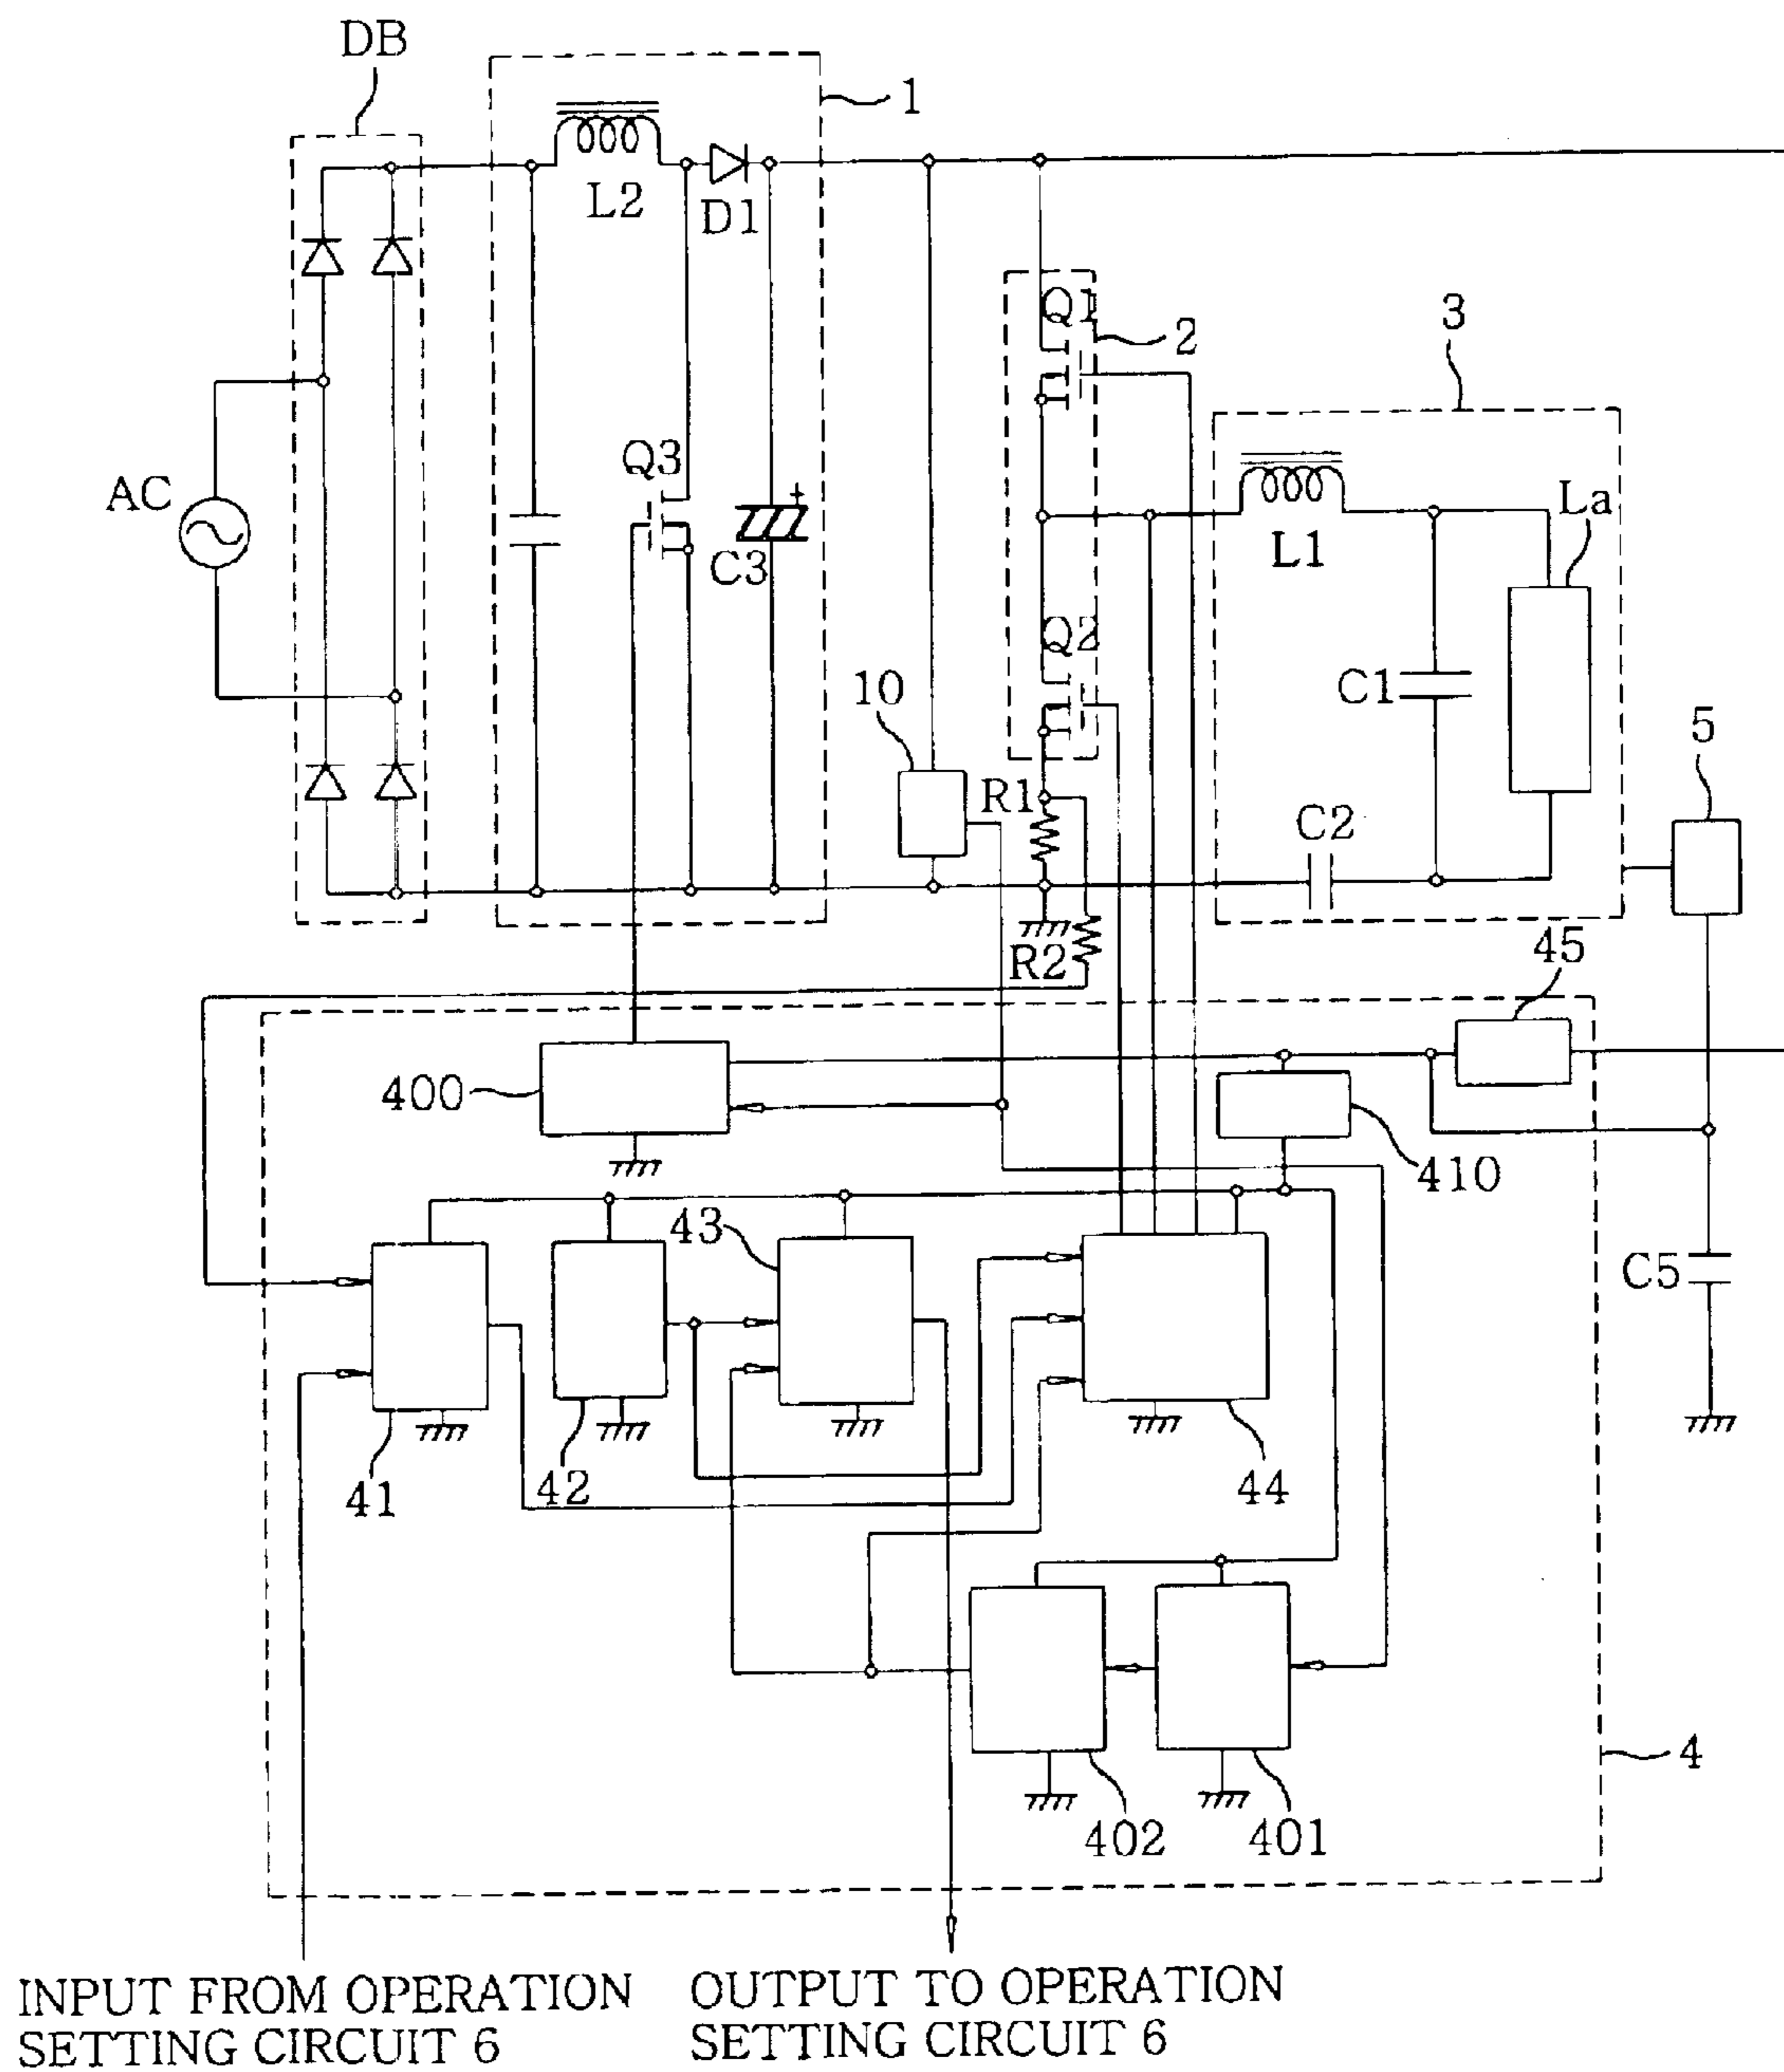 DB
1
L2
D1
Q1
2
3
Q3
AC
La
C3
L1
Q2
10
C1
5
R1
C2
R2
45
400
410
43
C5
41
42
44
4
402
401
INPUT FROM OPERATION
SETTING CIRCUIT 6
OUTPUT TO OPERATION
SETTING CIRCUIT 6